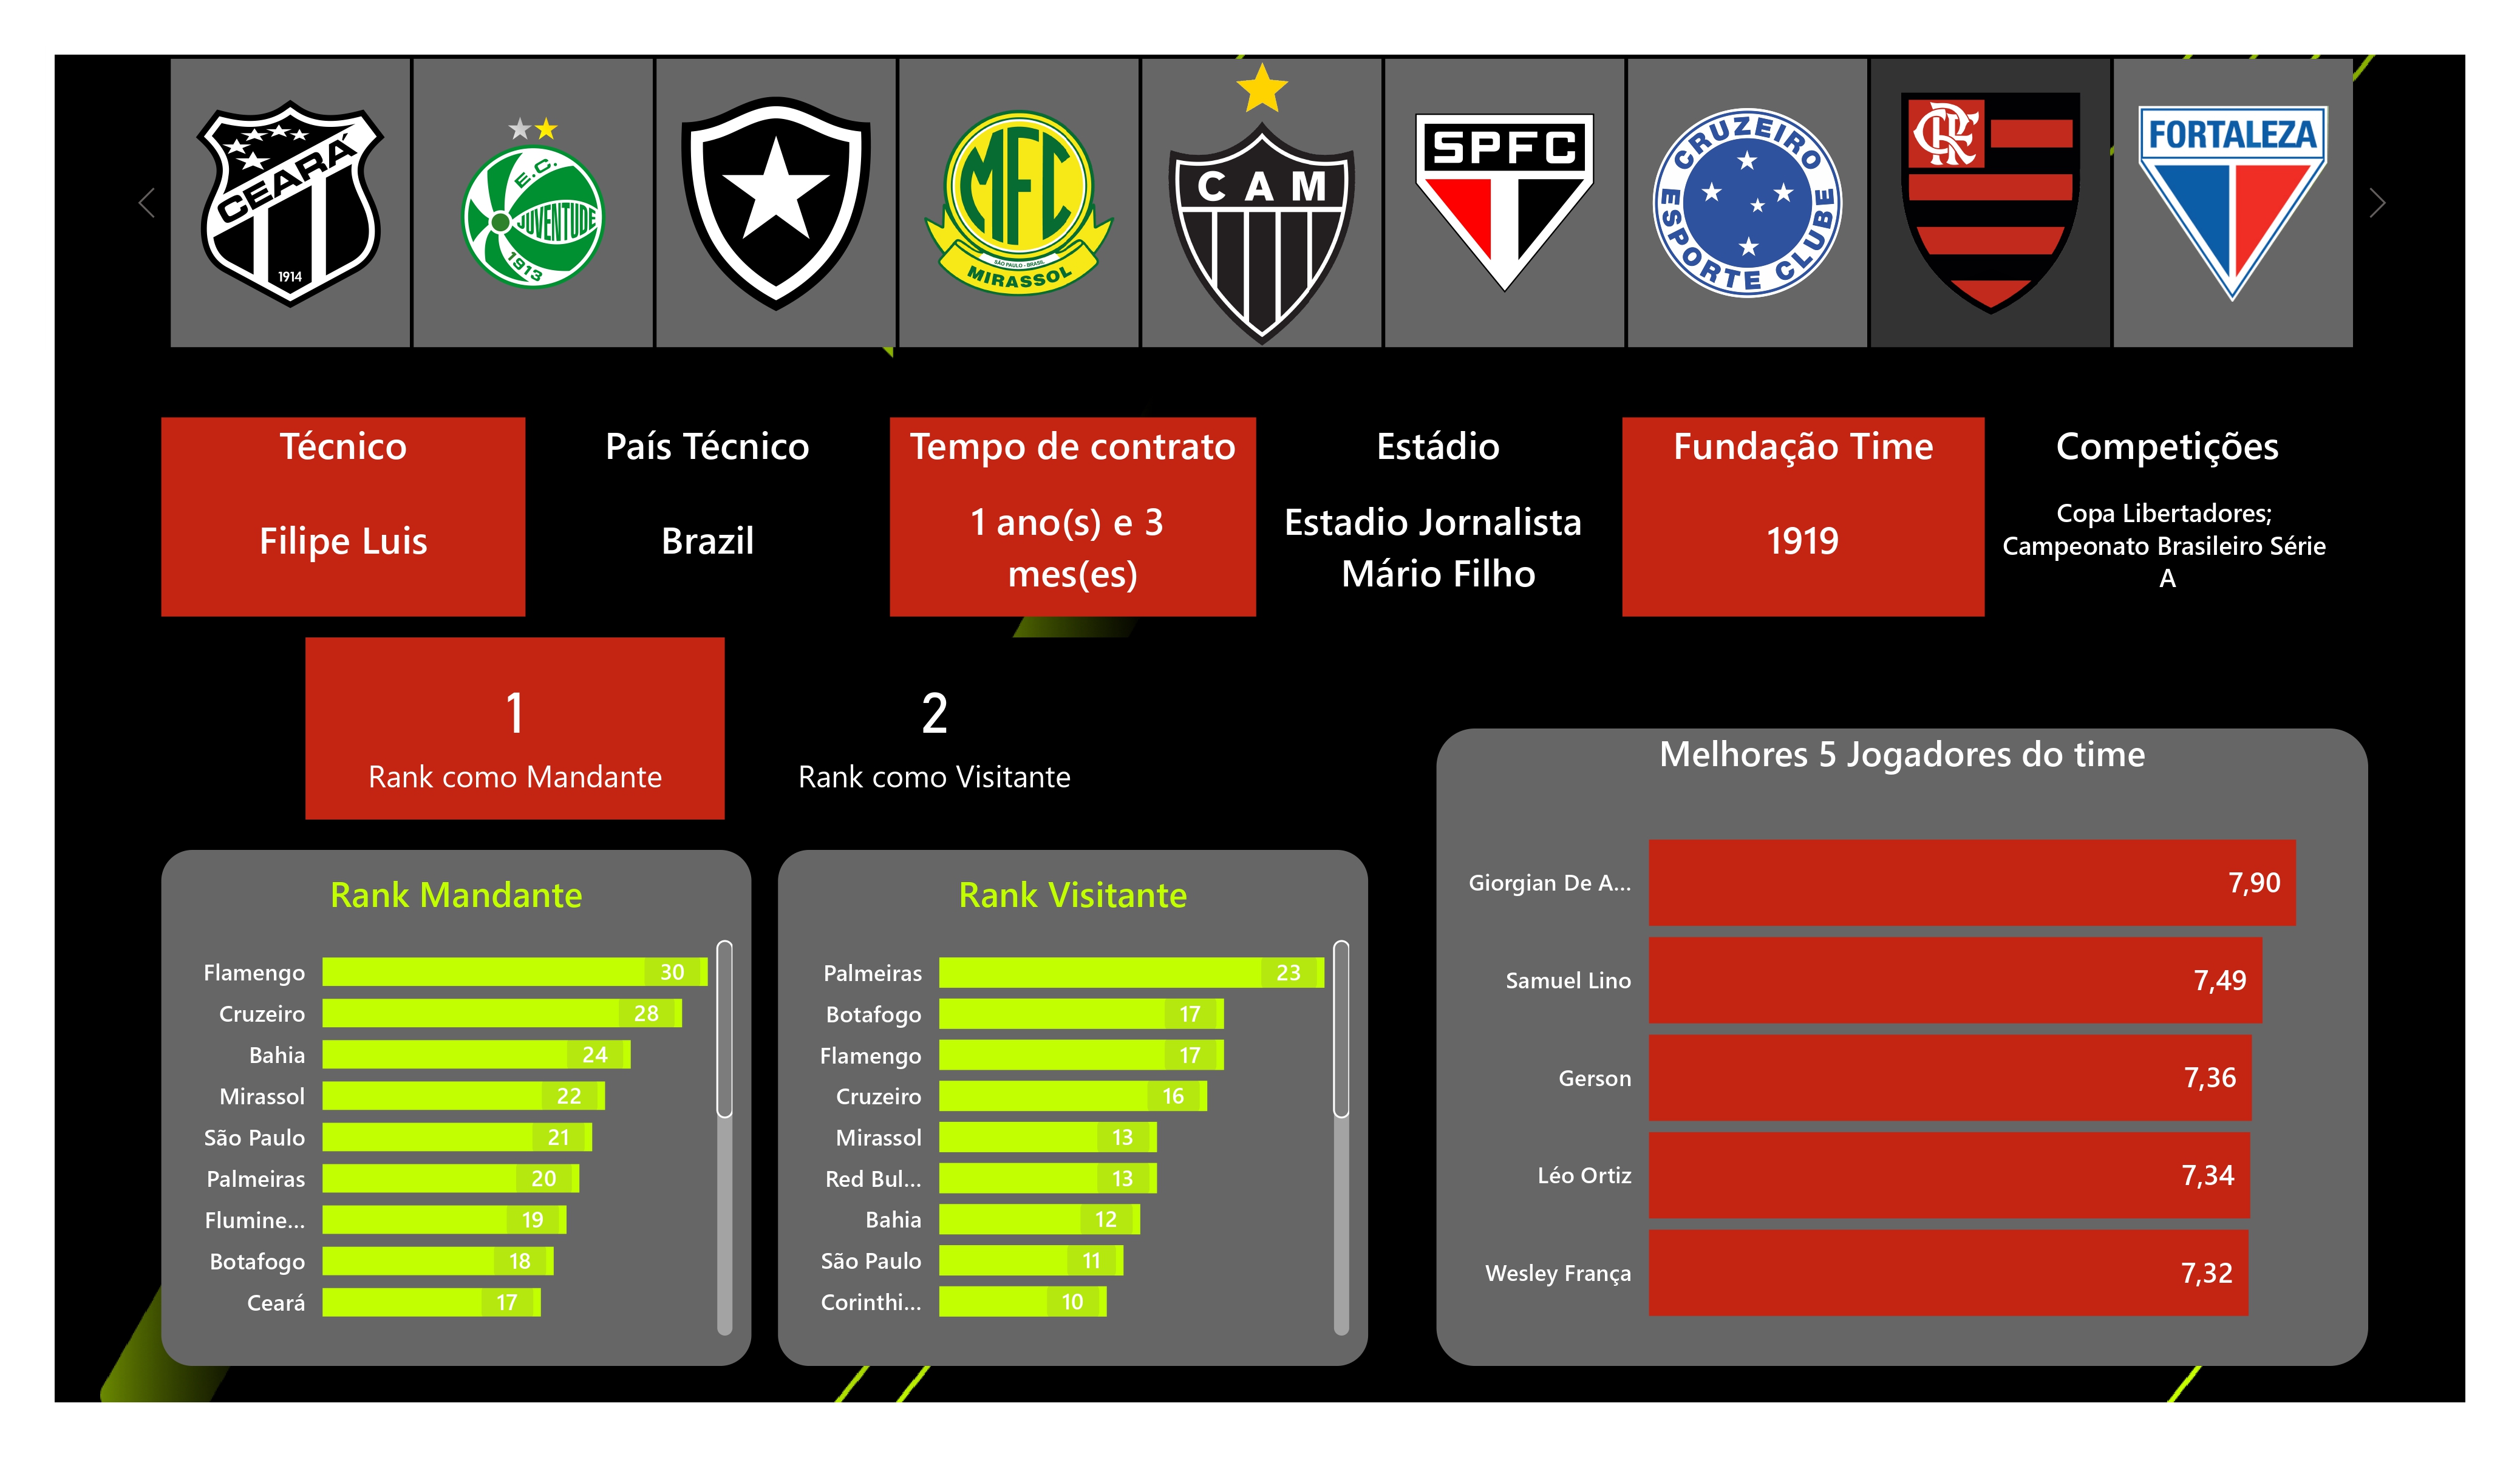 CEARÁ
1914
E.C.
JUVENTUDE
1913
MFC
SÃO PAULO - BRASIL
MIRASSOL
CAM
SPFC
CRUZEIRO
ESPORTE CLUBE
CRF
FORTALEZA
Técnico
Filipe Luis
País Técnico
Brazil
Tempo de contrato
1 ano(s) e 3
mes(es)
Estádio
Estadio Jornalista
Mário Filho
Fundação Time
1919
Competições
Copa Libertadores;
Campeonato Brasileiro Série
A
1
Rank como Mandante
2
Rank como Visitante
Rank Mandante
Flamengo 30
Cruzeiro 28
Bahia 24
Mirassol 22
São Paulo 21
Palmeiras 20
Flumine... 19
Botafogo 18
Ceará 17
Rank Visitante
Palmeiras 23
Botafogo 17
Flamengo 17
Cruzeiro 16
Mirassol 13
Red Bul... 13
Bahia 12
São Paulo 11
Corinthi... 10
Melhores 5 Jogadores do time
Giorgian De A... 7,90
Samuel Lino 7,49
Gerson 7,36
Léo Ortiz 7,34
Wesley França 7,32